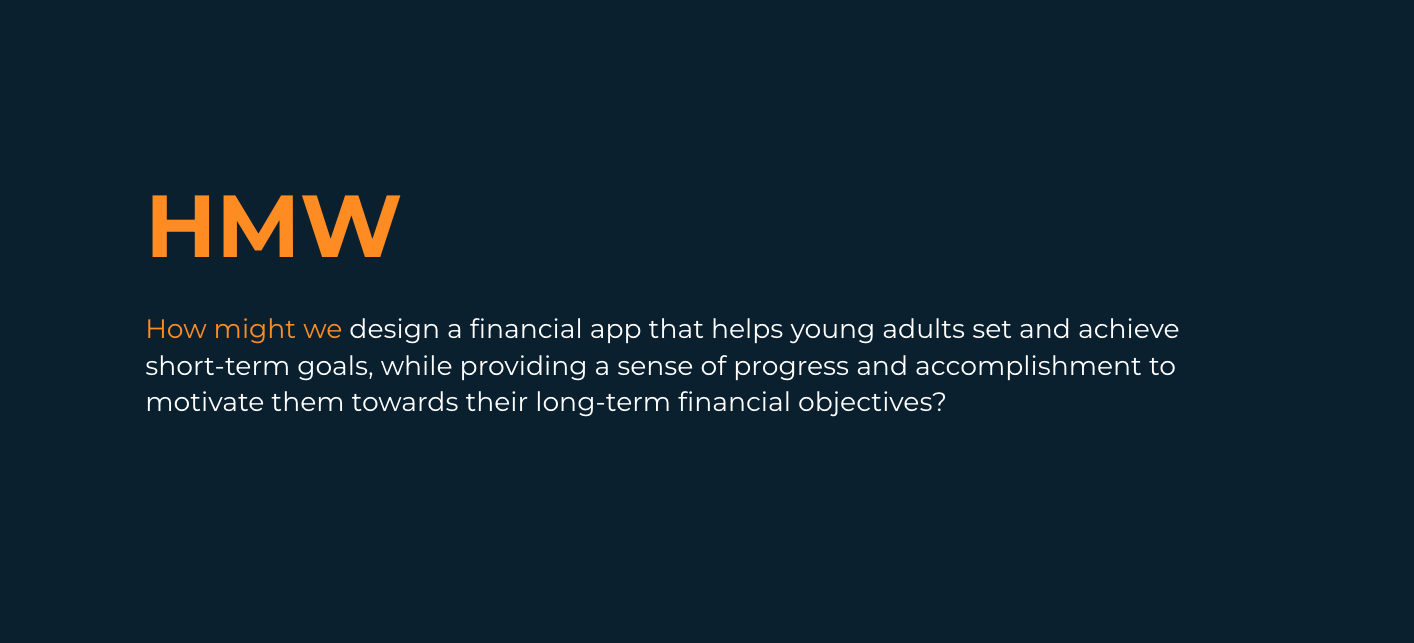 HMW
How might we design a financial app that helps young adults set and achieve
short-term goals, while providing a sense of progress and accomplishment to
motivate them towards their long-term financial objectives?